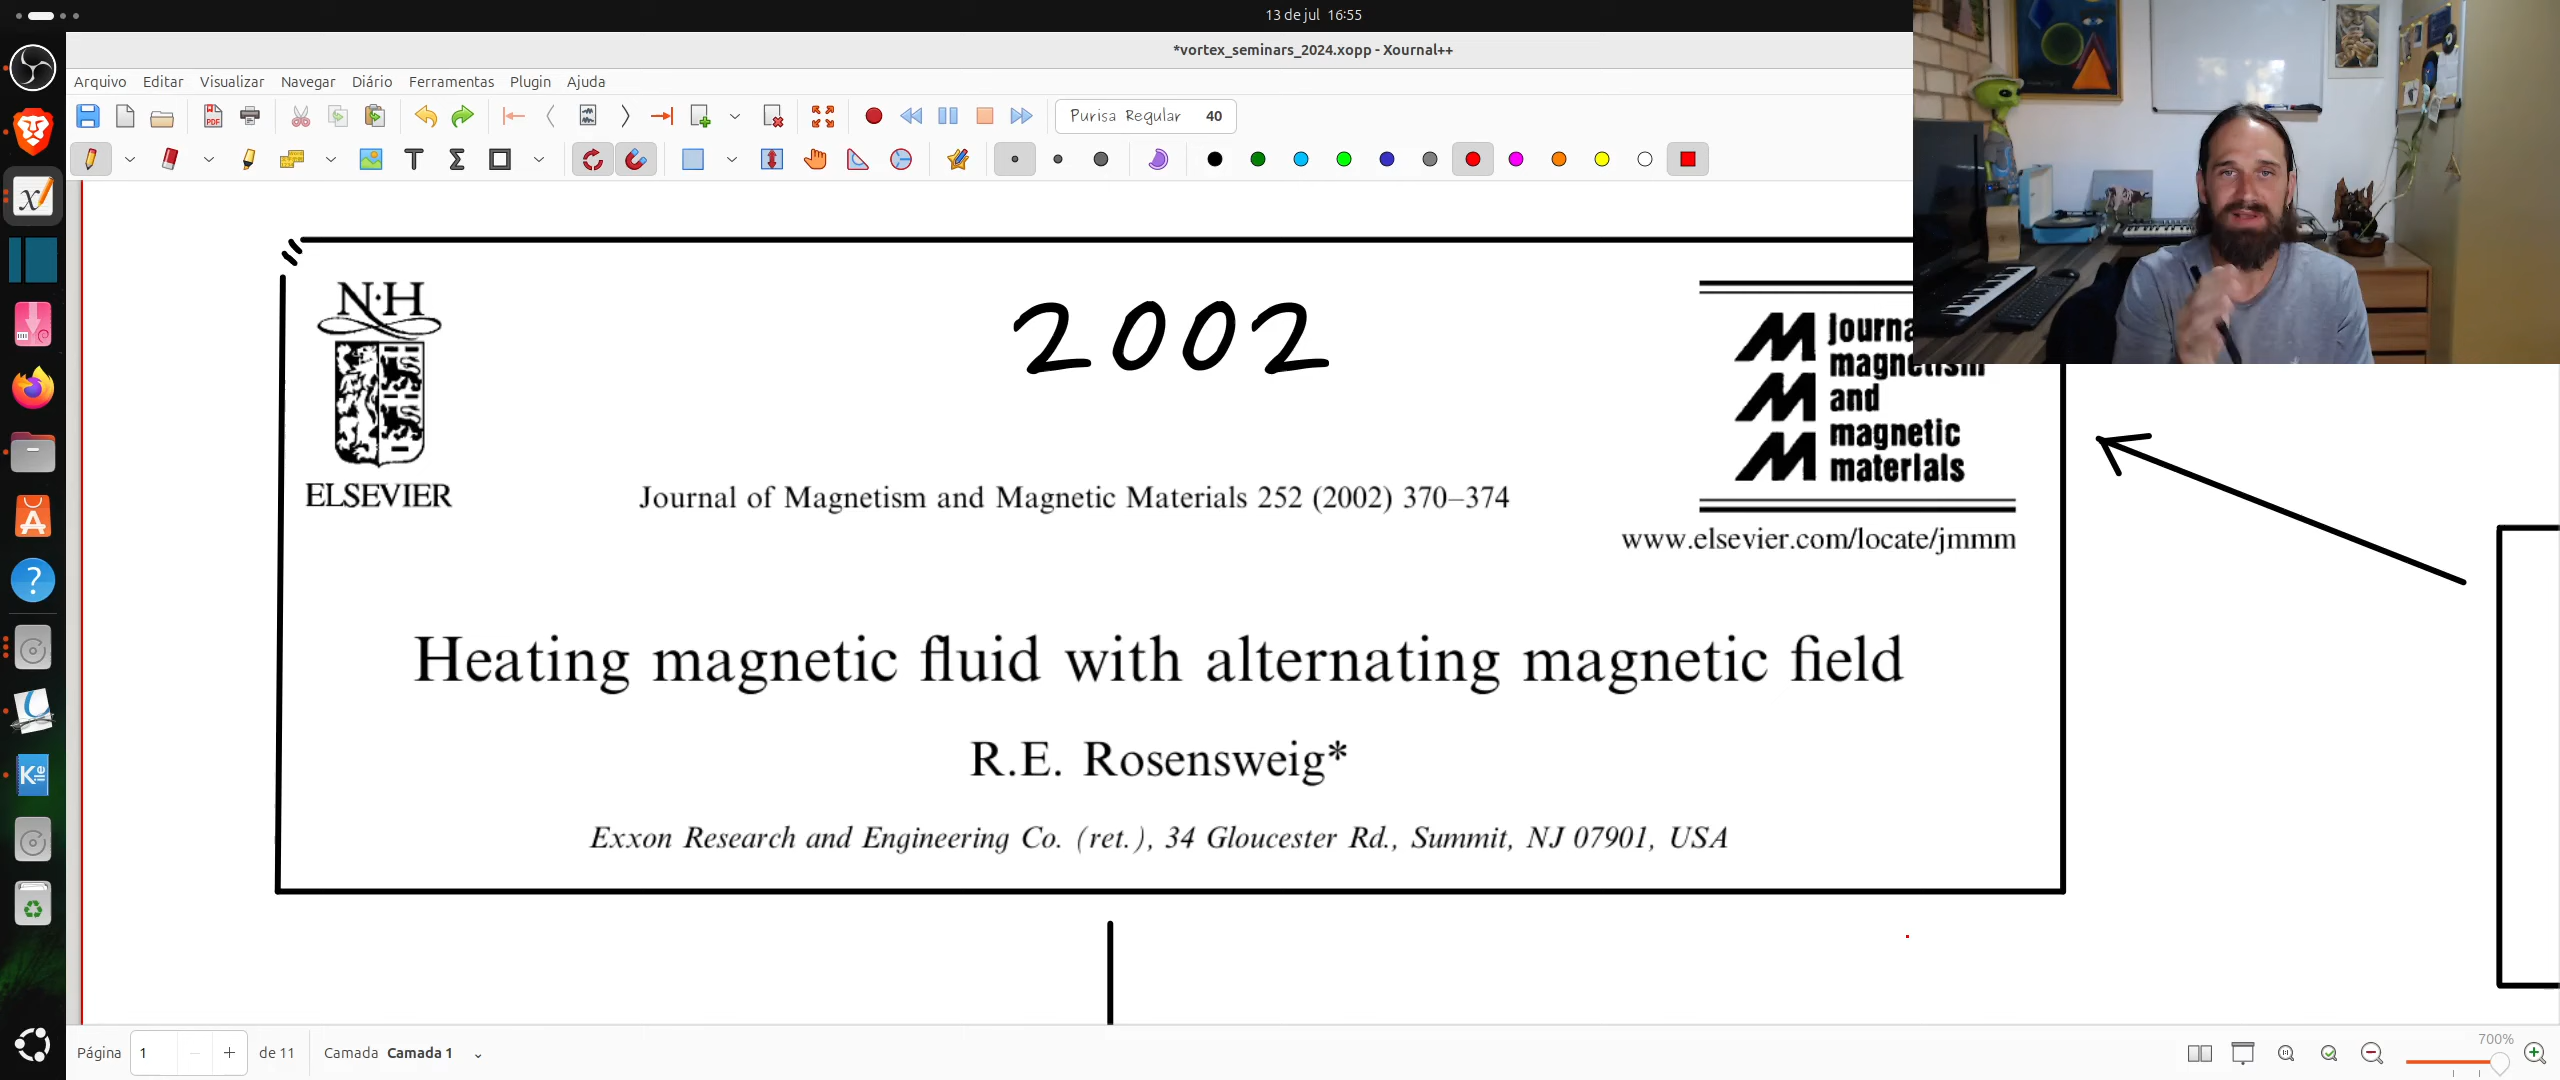 13 de jul 16:55
*vortex_seminars_2024.xopp - Xournal++
Arquivo Editar Visualizar Navegar Diário Ferramentas Plugin Ajuda
PDF
Purisa Regular 40
2002
N·H
ELSEVIER
journal
magnetism
and
magnetic
materials
Journal of Magnetism and Magnetic Materials 252 (2002) 370–374
www.elsevier.com/locate/jmmm
Heating magnetic fluid with alternating magnetic field
R.E. Rosensweig*
Exxon Research and Engineering Co. (ret.), 34 Gloucester Rd., Summit, NJ 07901, USA
Página 1 de 11 Camada Camada 1
700%